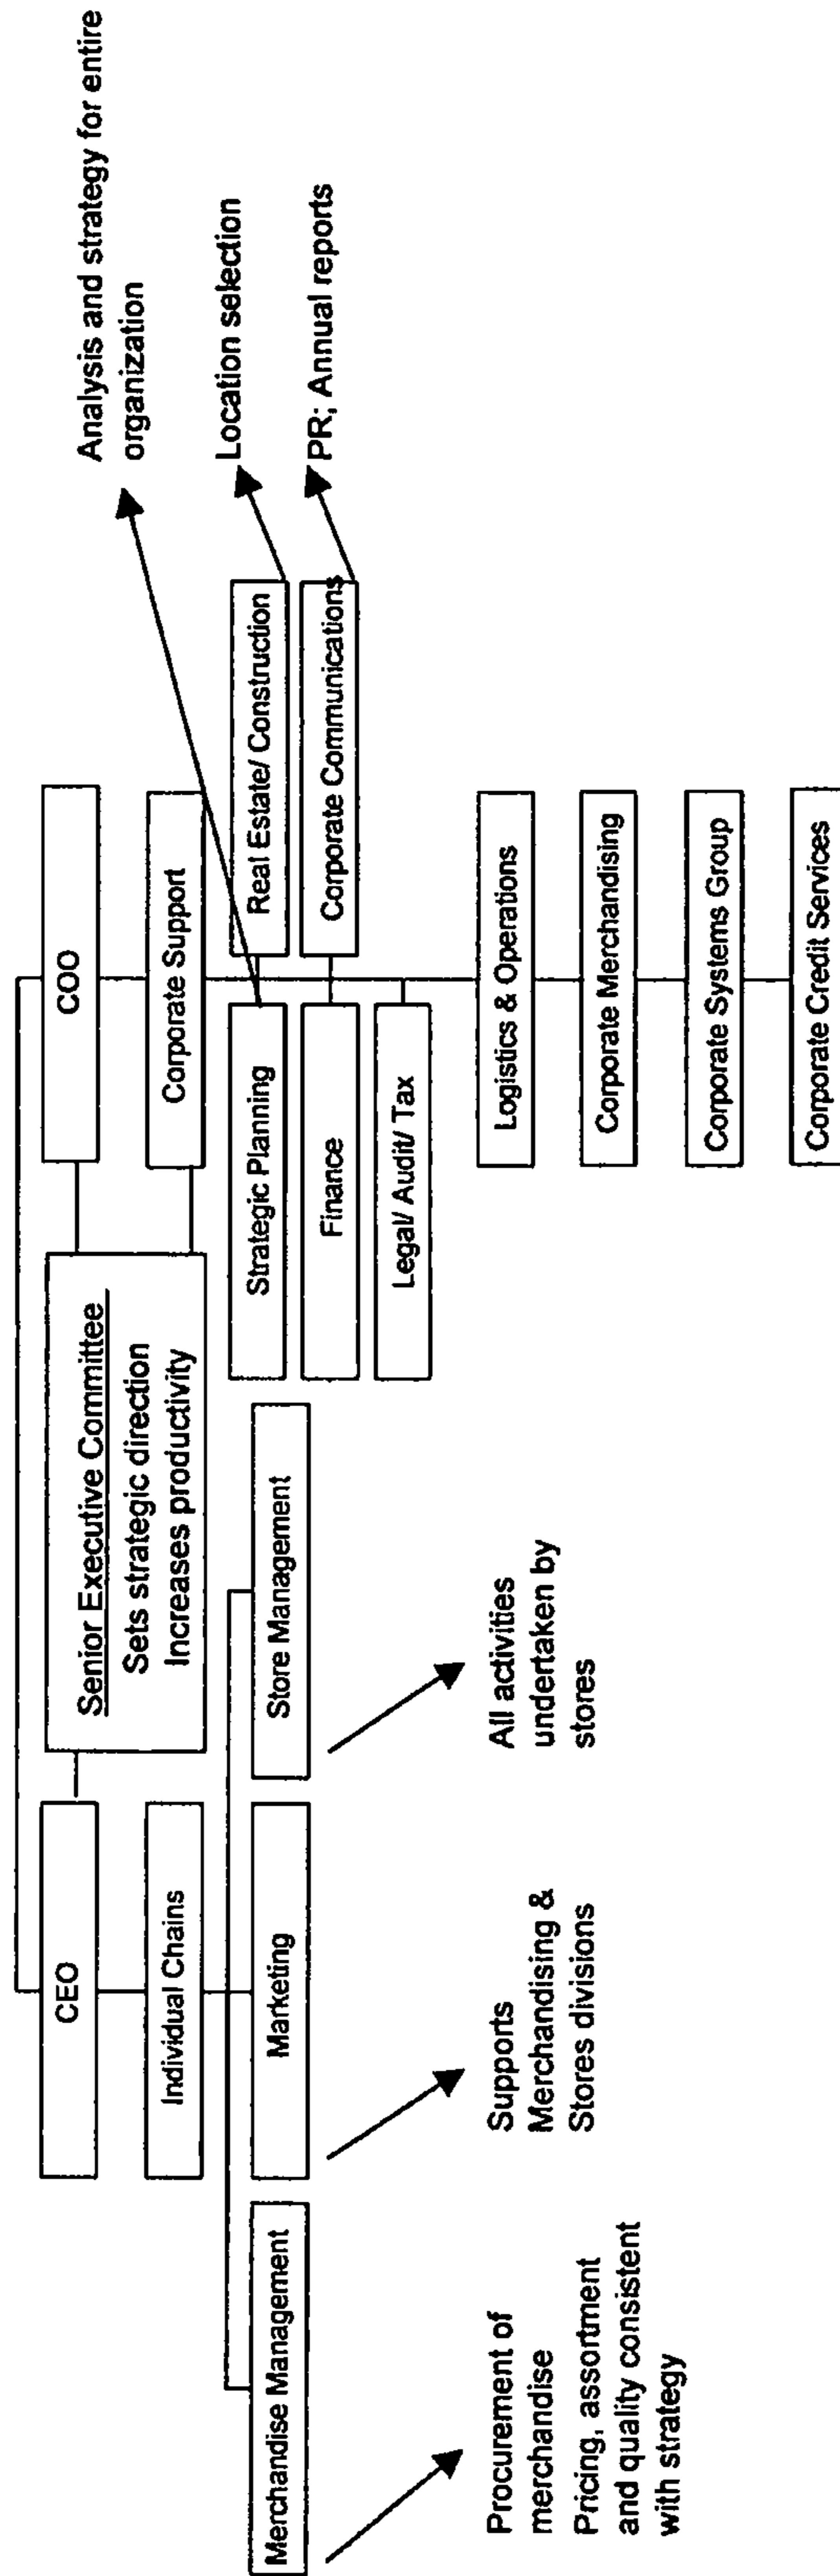 CEO
Senior Executive Committee
Sets strategic direction
Increases productivity
COO
Individual Chains
Corporate Support
Merchandise Management
Marketing
Store Management
Strategic Planning
Real Estate/ Construction
Finance
Corporate Communications
Legal/ Audit/ Tax
Logistics & Operations
Corporate Merchandising
Corporate Systems Group
Corporate Credit Services
Analysis and strategy for entire
organization
Location selection
PR; Annual reports
Procurement of
merchandise
Pricing, assortment
and quality consistent
with strategy
Supports
Merchandising &
Stores divisions
All activities
undertaken by
stores